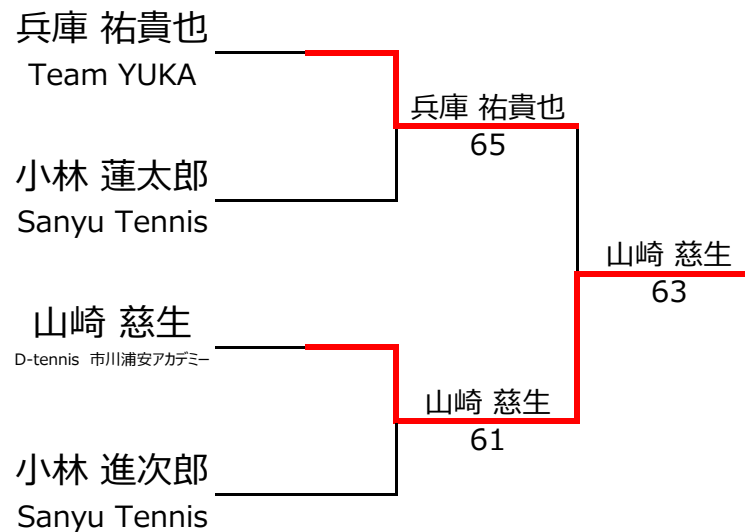 兵庫 祐貴也
Team YUKA
兵庫 祐貴也
65
小林 蓮太郎
Sanyu Tennis
山崎 慈生
63
山崎 慈生
D-tennis 市川浦安アカデミー
山崎 慈生
61
小林 進次郎
Sanyu Tennis